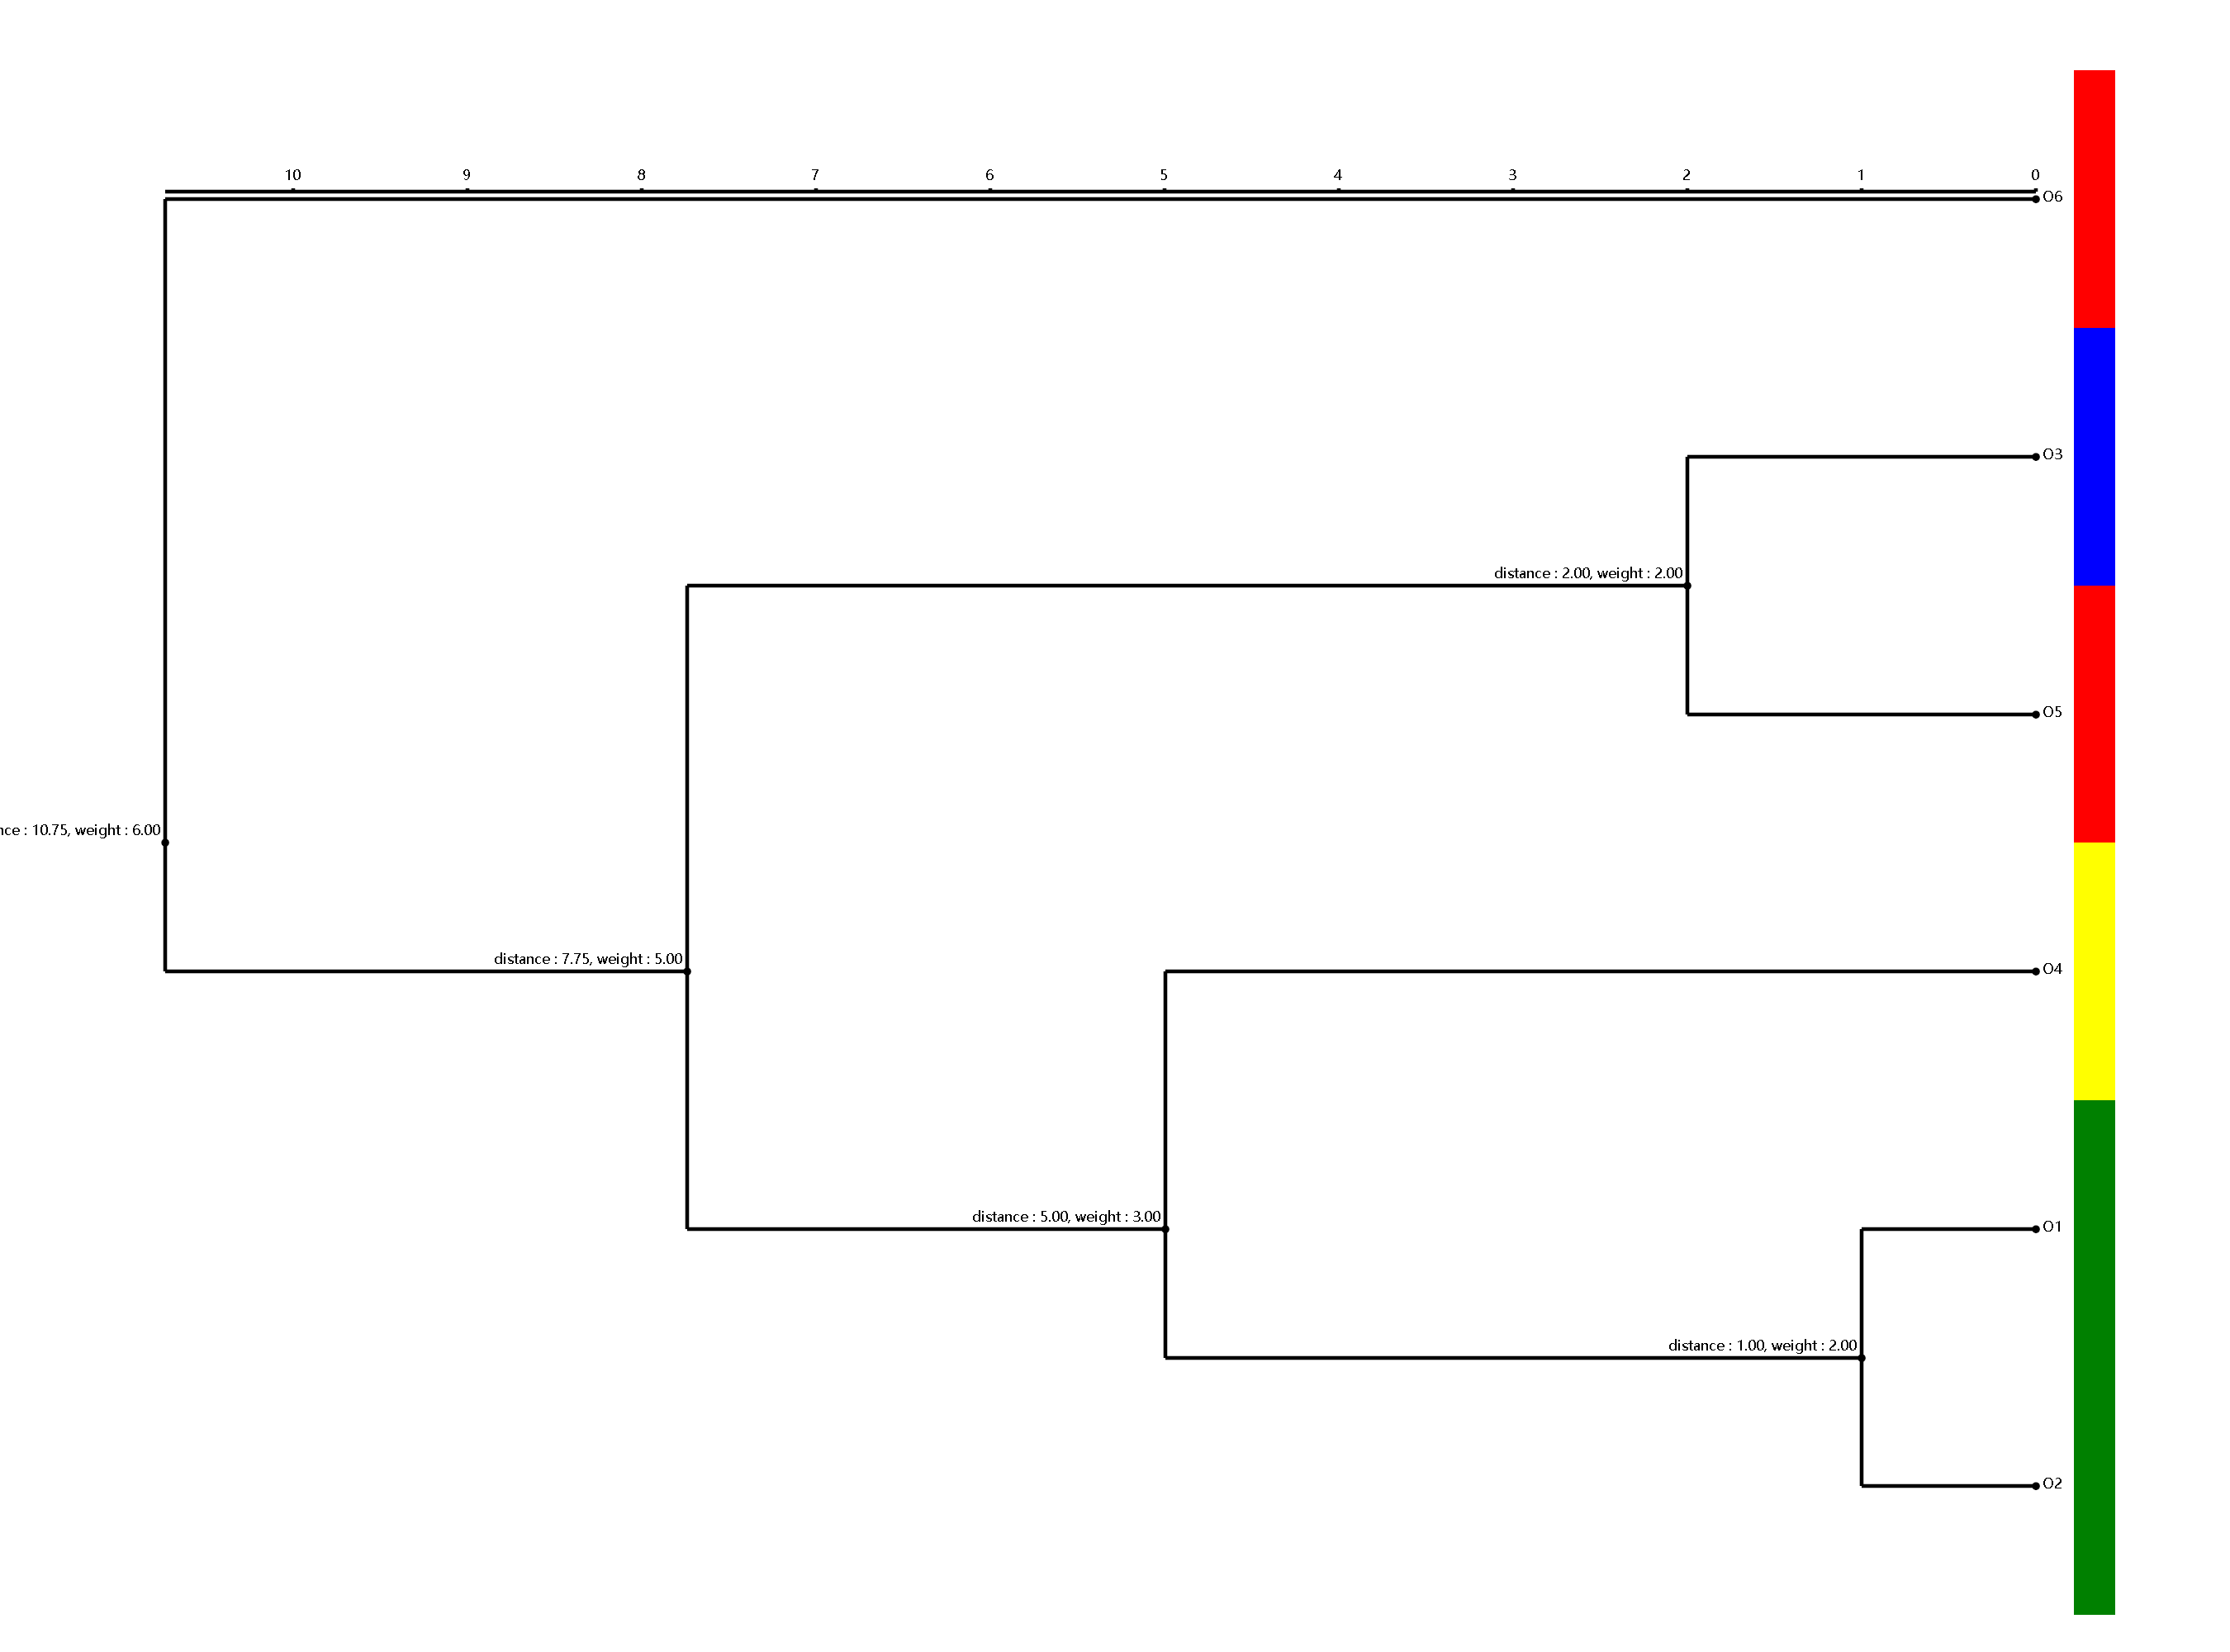 10 9 8 7 6 5 4 3 2 1 0
O6
O3
distance : 2.00, weight : 2.00
O5
: 10.75, weight : 6.00
distance : 7.75, weight : 5.00
O4
distance : 5.00, weight : 3.00
O1
distance : 1.00, weight : 2.00
O2